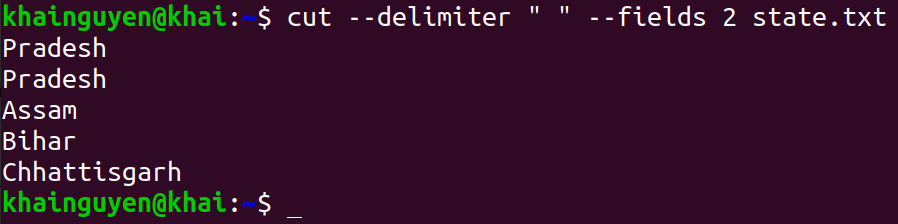 khainguyen@khai:~$ cut --delimiter " " --fields 2 state.txt
Pradesh
Pradesh
Assam
Bihar
Chhattisgarh
khainguyen@khai:~$ _